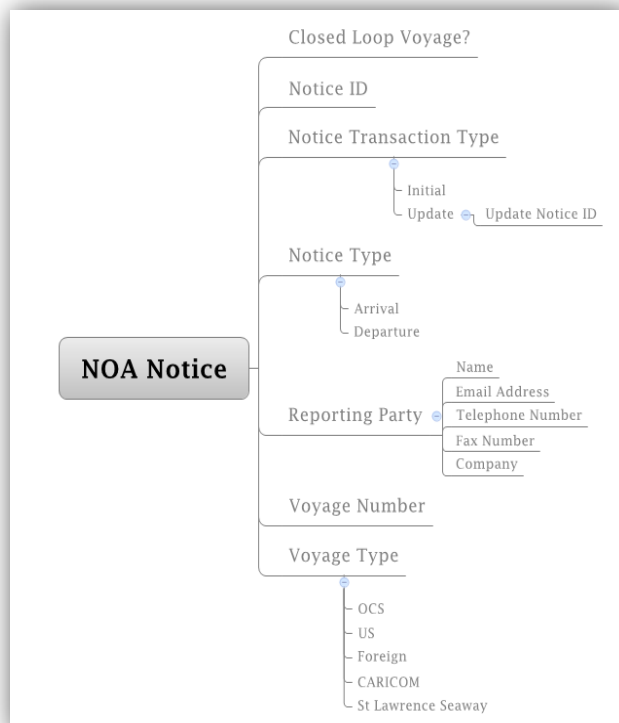 Closed Loop Voyage?
Notice ID
Notice Transaction Type
Initial
Update
Update Notice ID
Notice Type
Arrival
Departure
NOA Notice
Reporting Party
Name
Email Address
Telephone Number
Fax Number
Company
Voyage Number
Voyage Type
OCS
US
Foreign
CARICOM
St Lawrence Seaway